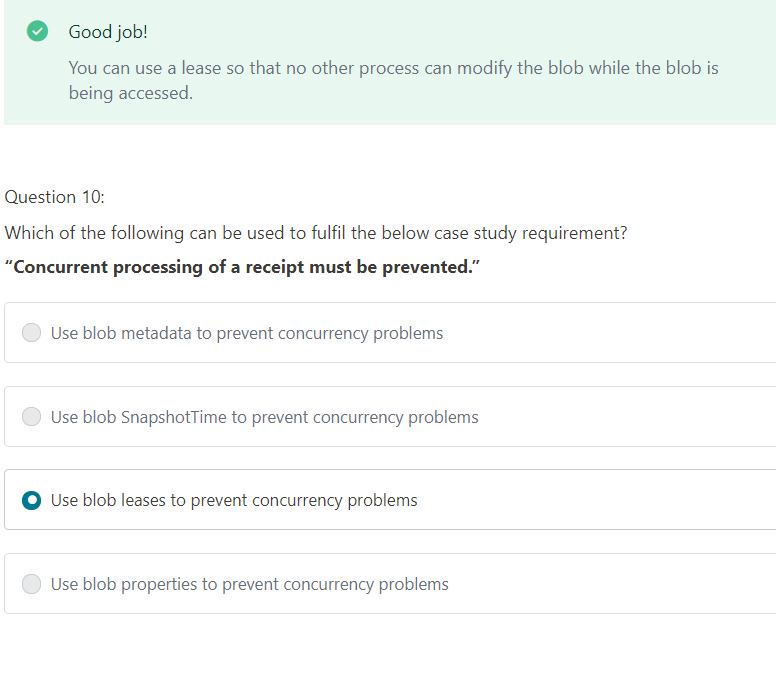 Good job!
You can use a lease so that no other process can modify the blob while the blob is
being accessed.
Question 10:
Which of the following can be used to fulfil the below case study requirement?
“Concurrent processing of a receipt must be prevented.”
Use blob metadata to prevent concurrency problems
Use blob SnapshotTime to prevent concurrency problems
Use blob leases to prevent concurrency problems
Use blob properties to prevent concurrency problems